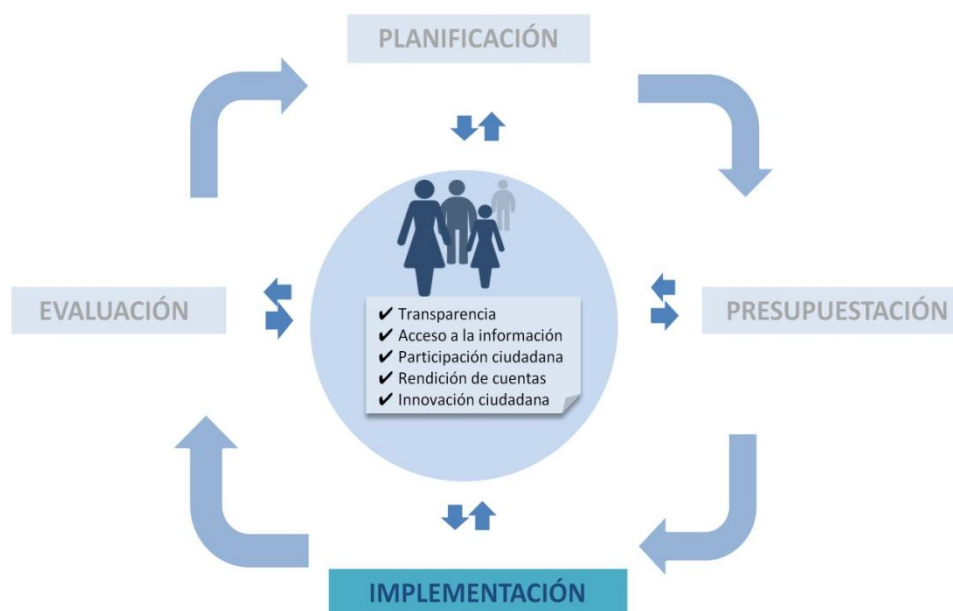 PLANIFICACIÓN
EVALUACIÓN
✔ Transparencia
✔ Acceso a la información
✔ Participación ciudadana
✔ Rendición de cuentas
✔ Innovación ciudadana
PRESUPUESTACIÓN
IMPLEMENTACIÓN